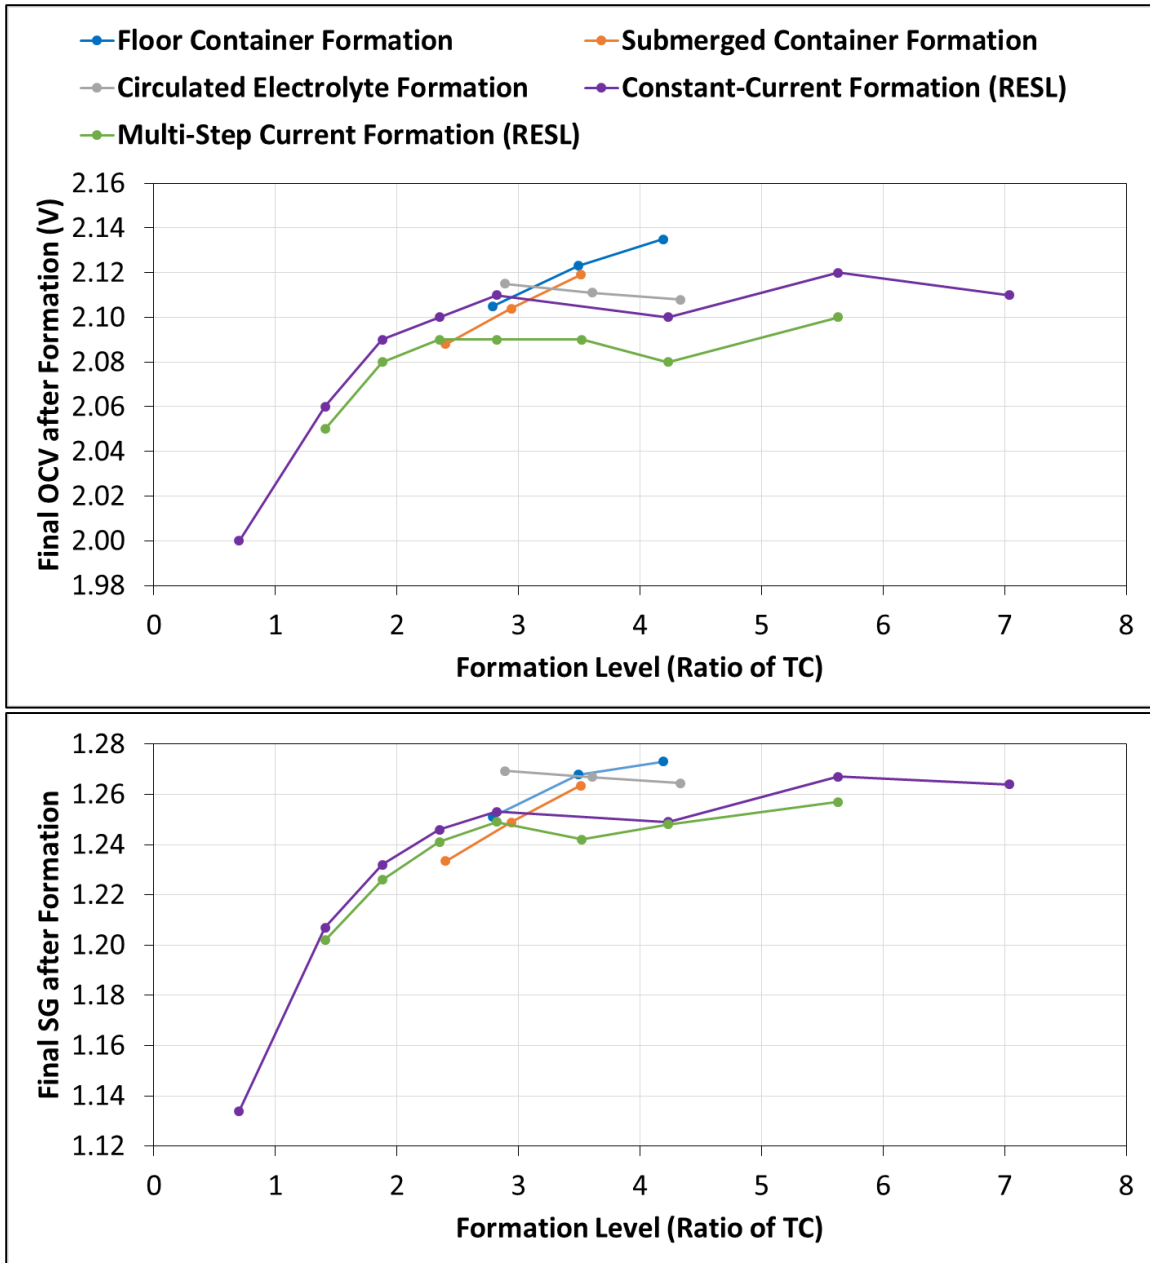 Floor Container Formation
Submerged Container Formation
Circulated Electrolyte Formation
Constant-Current Formation (RESL)
Multi-Step Current Formation (RESL)
Final OCV after Formation (V)
2.16
2.14
2.12
2.10
2.08
2.06
2.04
2.02
2.00
1.98
0 1 2 3 4 5 6 7 8
Formation Level (Ratio of TC)
Final SG after Formation
1.28
1.26
1.24
1.22
1.20
1.18
1.16
1.14
1.12
0 1 2 3 4 5 6 7 8
Formation Level (Ratio of TC)